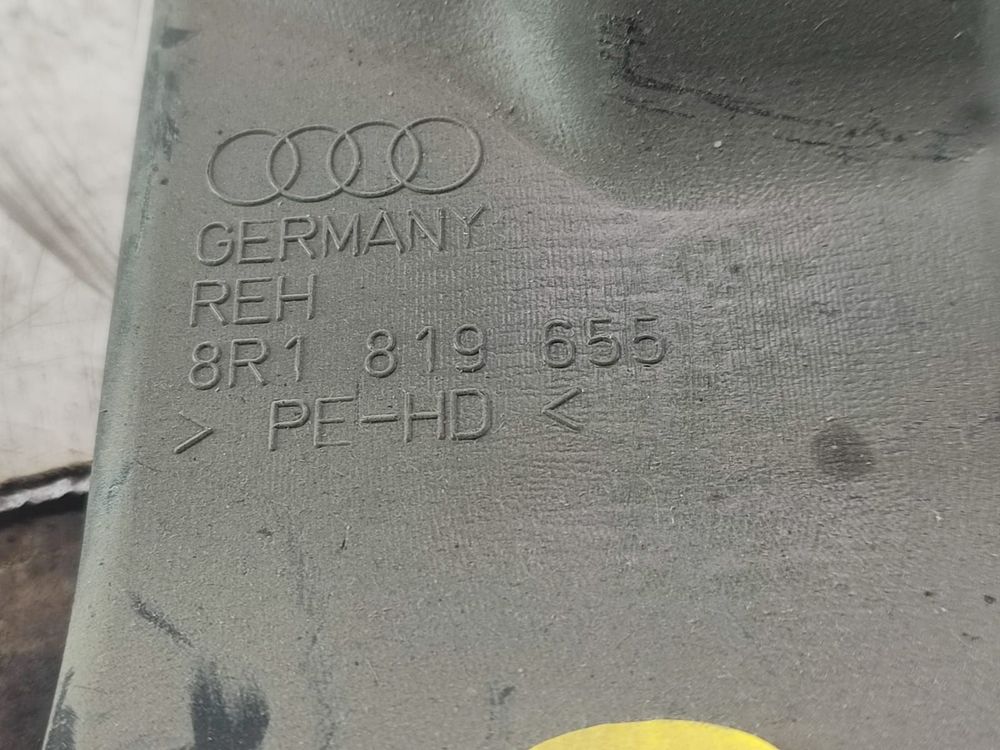 GERMANY
REH
8R1 819 655
> PE-HD <